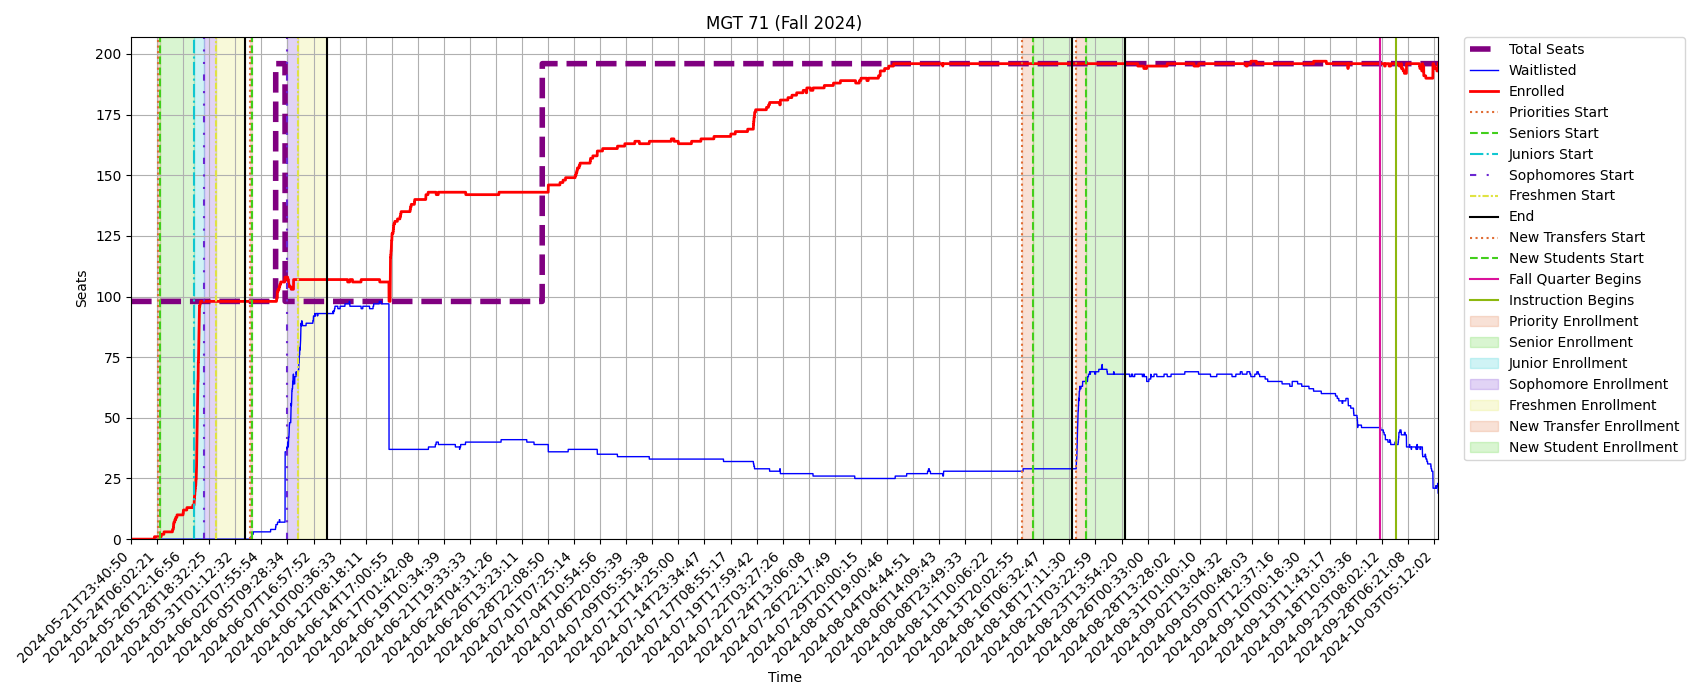 MGT 71 (Fall 2024)
200
175
150
125
100
75
50
25
0
Seats
2024-05-21T23:40:50
2024-05-24T06:02:21
2024-05-26T12:16:56
2024-05-28T18:32:25
2024-05-31T01:12:32
2024-06-02T07:55:54
2024-06-05T09:28:34
2024-06-07T16:57:52
2024-06-10T00:36:33
2024-06-12T08:18:11
2024-06-14T17:00:55
2024-06-17T01:42:08
2024-06-19T10:34:39
2024-06-21T19:33:33
2024-06-24T04:31:26
2024-06-26T13:23:11
2024-06-28T22:08:50
2024-07-01T07:25:14
2024-07-04T10:54:56
2024-07-06T20:05:39
2024-07-09T05:35:38
2024-07-12T14:25:00
2024-07-14T23:34:47
2024-07-17T08:55:17
2024-07-19T17:59:42
2024-07-22T03:27:26
2024-07-24T13:06:08
2024-07-26T22:17:49
2024-07-29T20:00:15
2024-08-01T19:00:46
2024-08-04T04:44:51
2024-08-06T14:09:43
2024-08-08T23:49:33
2024-08-11T10:06:22
2024-08-13T20:02:55
2024-08-16T06:32:47
2024-08-18T17:11:30
2024-08-21T03:22:59
2024-08-23T13:54:20
2024-08-26T00:33:00
2024-08-28T13:28:02
2024-08-31T01:00:10
2024-09-02T13:04:32
2024-09-05T00:48:03
2024-09-07T12:37:16
2024-09-10T00:18:30
2024-09-13T11:43:17
2024-09-18T10:03:36
2024-09-23T08:02:12
2024-09-28T06:21:08
2024-10-03T05:12:02
Time
Total Seats
Waitlisted
Enrolled
Priorities Start
Seniors Start
Juniors Start
Sophomores Start
Freshmen Start
End
New Transfers Start
New Students Start
Fall Quarter Begins
Instruction Begins
Priority Enrollment
Senior Enrollment
Junior Enrollment
Sophomore Enrollment
Freshmen Enrollment
New Transfer Enrollment
New Student Enrollment